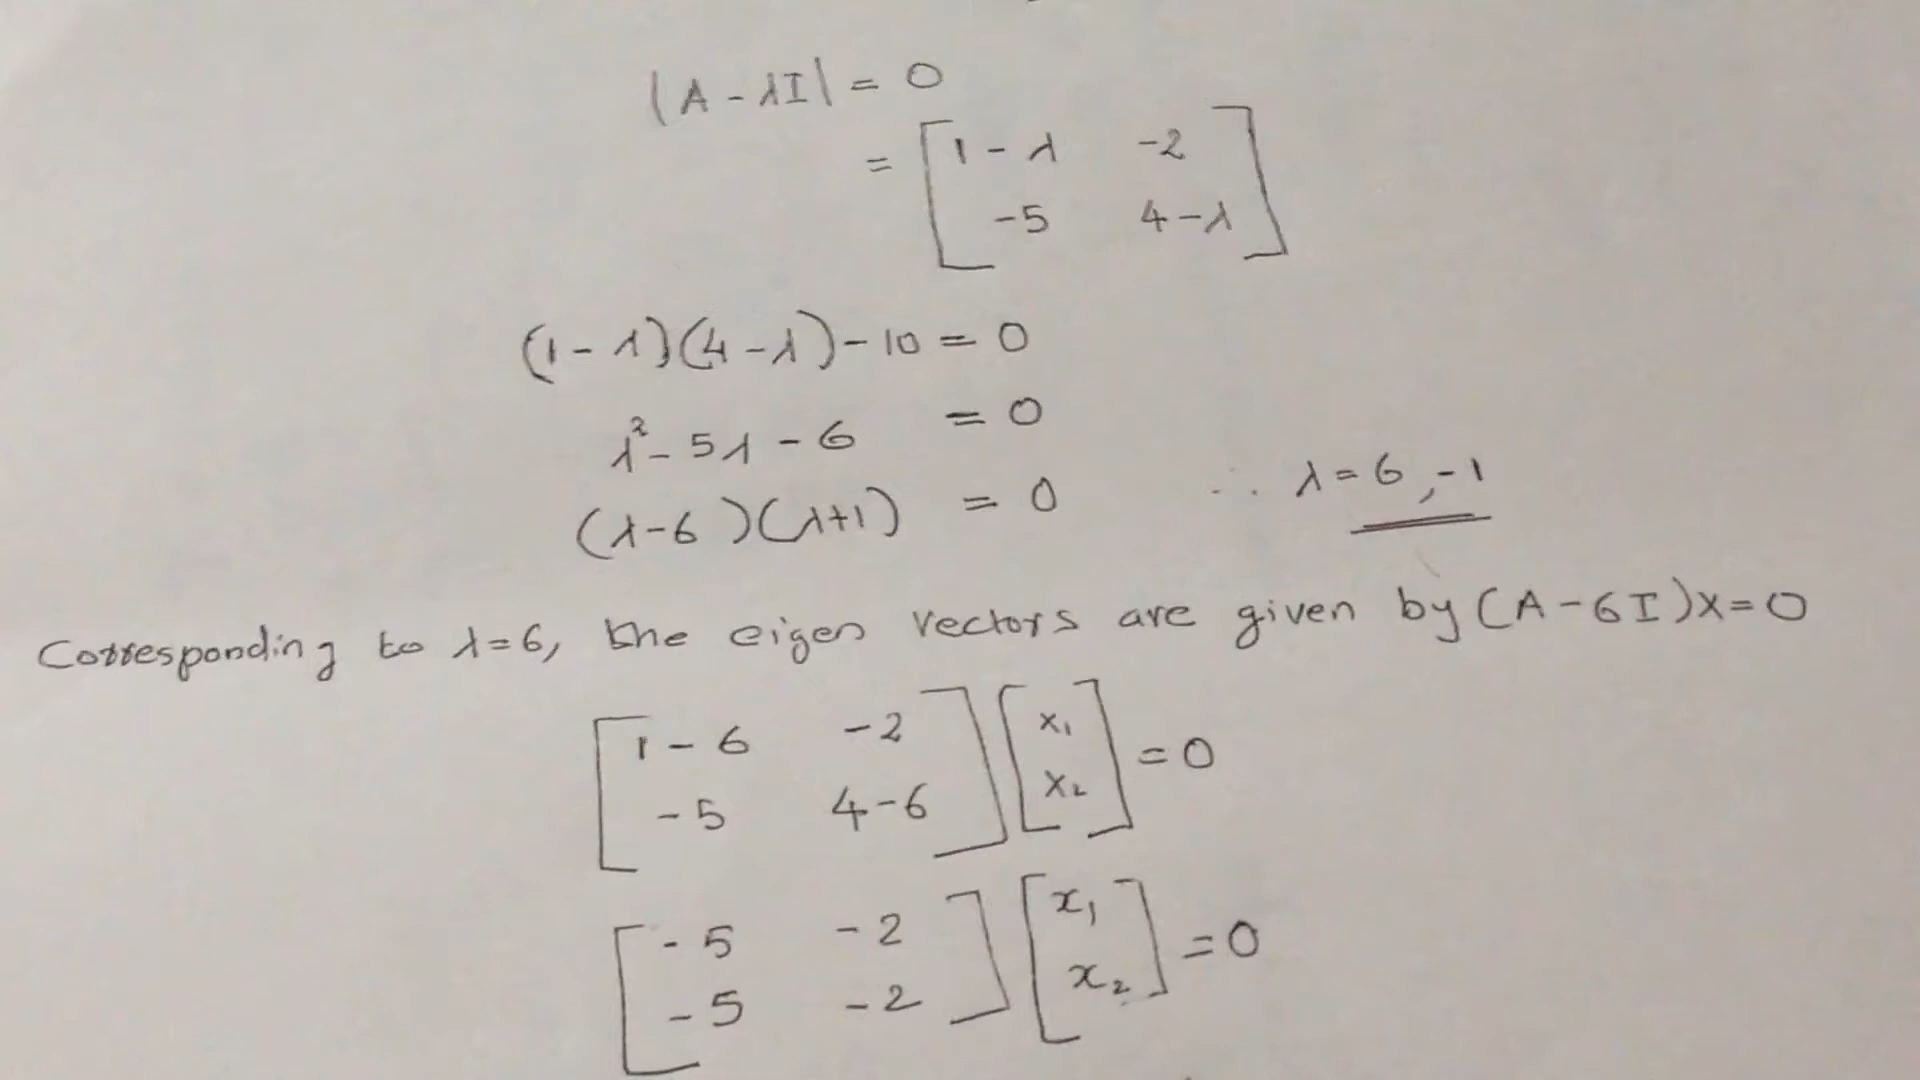 |A - λI| = 0
= [1 - λ -2
-5 4 - λ]
(1 - λ)(4 - λ) - 10 = 0
λ² - 5λ - 6 = 0
(λ - 6)(λ + 1) = 0 ∴ λ = 6, -1
Corresponding to λ = 6, the eigen vectors are given by (A - 6I)X = 0
[1 - 6 -2
-5 4 - 6] [x₁
x₂] = 0
[-5 -2
-5 -2] [x₁
x₂] = 0